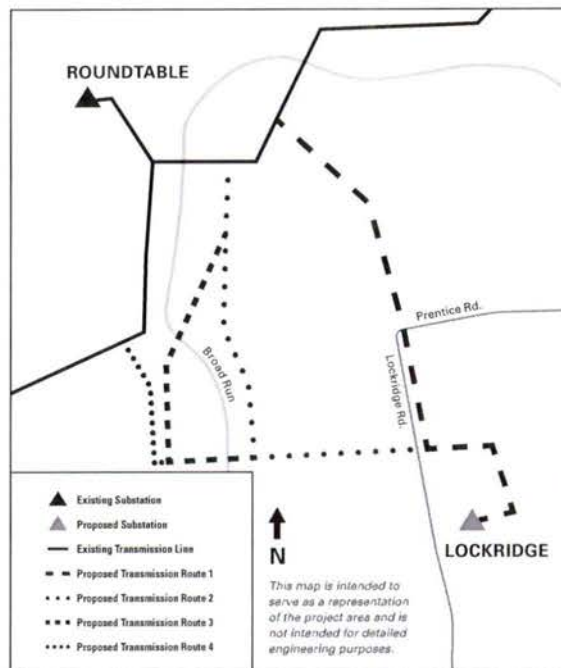 ROUNDTABLE
Prentice Rd.
Broad Run
Lockridge Rd.
Existing Substation
Proposed Substation
Existing Transmission Line
Proposed Transmission Route 1
Proposed Transmission Route 2
Proposed Transmission Route 3
Proposed Transmission Route 4
N
This map is intended to
serve as a representation
of the project area and is
not intended for detailed
engineering purposes.
LOCKRIDGE